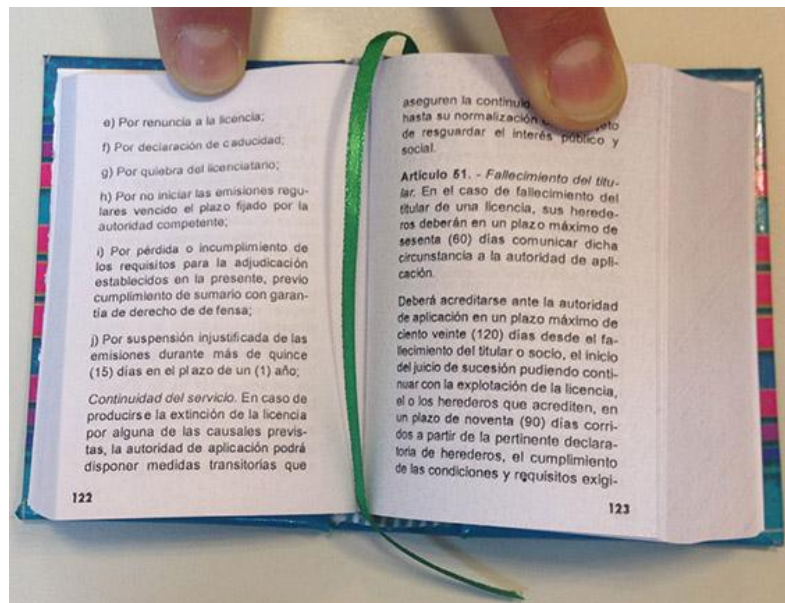 e) Por renuncia a la licencia;
f) Por declaración de caducidad;
g) Por quiebra del licenciatario;
h) Por no iniciar las emisiones regu-
lares vencido el plazo fijado por la
autoridad competente;
i) Por pérdida o incumplimiento de
los requisitos para la adjudicación
establecidos en la presente, previo
cumplimiento de sumario con garan-
tía de derecho de de fensa;
j) Por suspensión injustificada de las
emisiones durante más de quince
(15) días en el pl azo de un (1) año;
Continuidad del servicio. En caso de
producirse la extinción de la licencia
por alguna de las causales previs-
tas, la autoridad de aplicación podrá
disponer medidas transitorias que
122
aseguren la
hasta su normalización
de resguardar el interés público y
social.
Artículo 51. - Fallecimiento del titu-
lar. En el caso de fallecimiento del
titular de una licencia, sus herede-
ros deberán en un plazo máximo de
sesenta (60) días comunicar dicha
circunstancia a la autoridad de apli-
cación.
Deberá acreditarse ante la autoridad
de aplicación en un plazo máximo de
ciento veinte (120) días desde el fa-
llecimiento del titular o socio, el inicio
del juicio de sucesión pudiendo conti-
nuar con la explotación de la licencia,
el o los herederos que acrediten, en
un plazo de noventa (90) días corri-
dos a partir de la pertinente declara-
toria de herederos, el cumplimiento
de las condiciones y requisitos exigi-
123